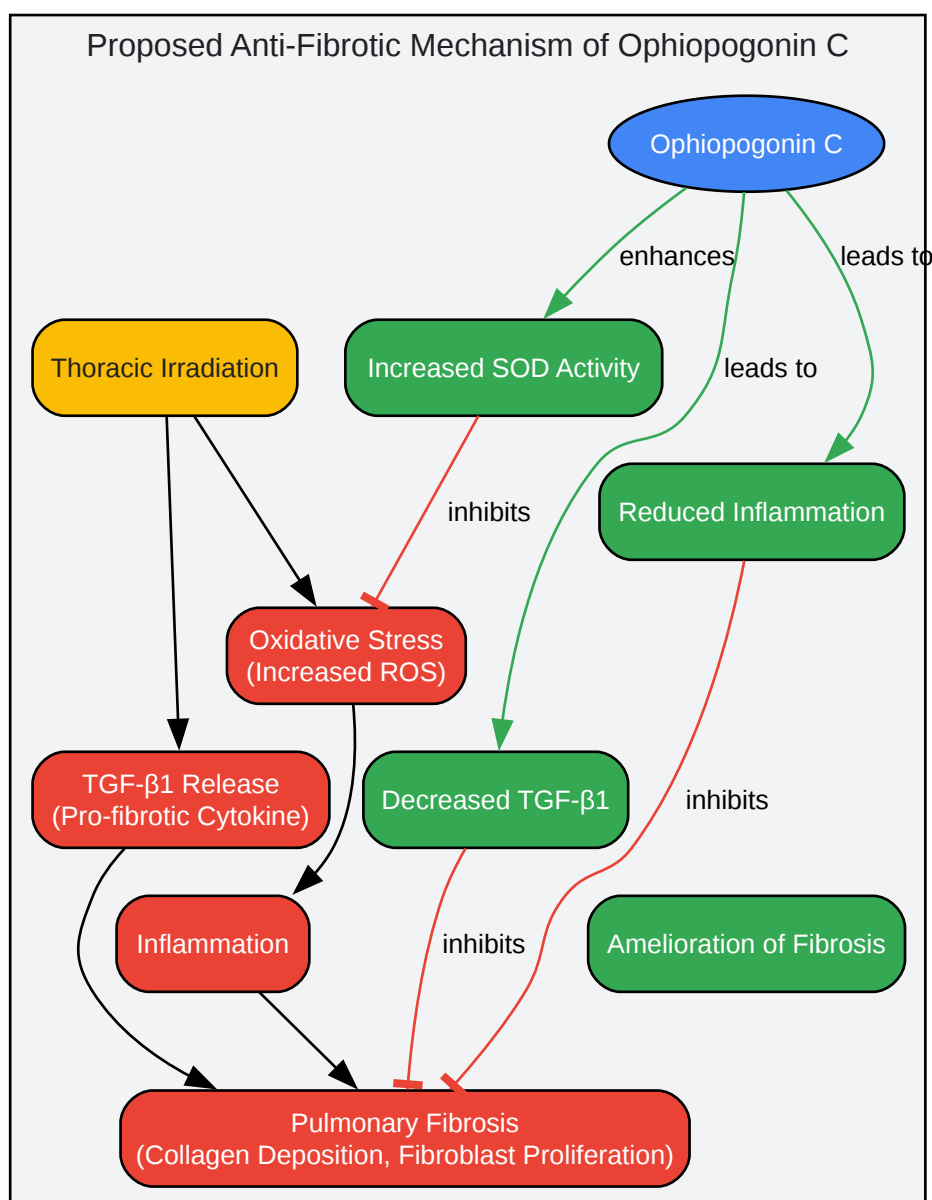 Proposed Anti-Fibrotic Mechanism of Ophiopogonin C
Ophiopogonin C
enhances
leads to
Thoracic Irradiation
Increased SOD Activity
leads to
inhibits
Reduced Inflammation
Oxidative Stress
(Increased ROS)
TGF-β1 Release
(Pro-fibrotic Cytokine)
Decreased TGF-β1
inhibits
Inflammation
inhibits
Amelioration of Fibrosis
Pulmonary Fibrosis
(Collagen Deposition, Fibroblast Proliferation)